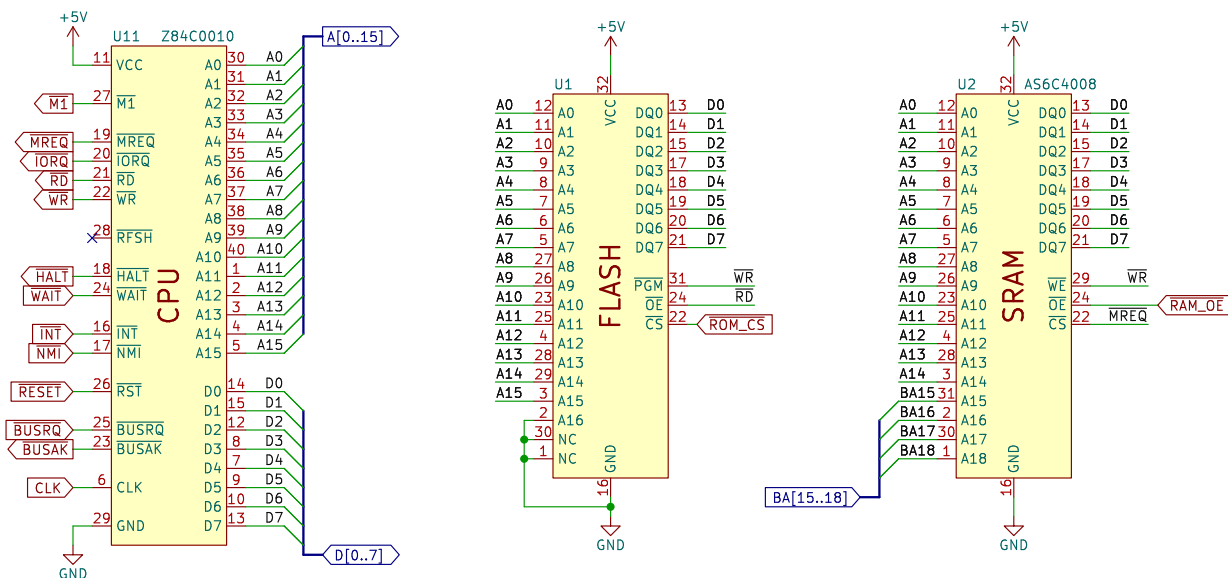 +5V
U11 Z84C0010
11 VCC
27 M1
M1
19 MREQ
MREQ
20 IORQ
IORQ
21 RD
RD
22 WR
WR
28 RFSH
18 HALT
HALT
24 WAIT
WAIT
16 INT
INT
17 NMI
NMI
26 RST
RESET
25 BUSRQ
BUSRQ
23 BUSAK
BUSAK
6 CLK
CLK
29 GND
GND
CPU
A0 30 A0
A1 31 A1
A2 32 A2
A3 33 A3
A4 34 A4
A5 35 A5
A6 36 A6
A7 37 A7
A8 38 A8
A9 39 A9
A10 40 A10
A11 1 A11
A12 2 A12
A13 3 A13
A14 4 A14
A15 5 A15
D0 14 D0
D1 15 D1
D2 12 D2
D3 8 D3
D4 7 D4
D5 9 D5
D6 10 D6
D7 13 D7
A[0..15]
D[0..7]
+5V
U1
32
VCC
A0 12 A0
A1 11 A1
A2 10 A2
A3 9 A3
A4 8 A4
A5 7 A5
A6 6 A6
A7 5 A7
A8 27 A8
A9 26 A9
A10 23 A10
A11 25 A11
A12 4 A12
A13 28 A13
A14 29 A14
A15 3 A15
2 A16
30 NC
1 NC
FLASH
DQ0 13 D0
DQ1 14 D1
DQ2 15 D2
DQ3 17 D3
DQ4 18 D4
DQ5 19 D5
DQ6 20 D6
DQ7 21 D7
PGM 31 WR
OE 24 RD
CS 22 ROM_CS
GND
16
GND
+5V
U2 AS6C4008
32
VCC
A0 12 A0
A1 11 A1
A2 10 A2
A3 9 A3
A4 8 A4
A5 7 A5
A6 6 A6
A7 5 A7
A8 27 A8
A9 26 A9
A10 23 A10
A11 25 A11
A12 4 A12
A13 28 A13
A14 3 A14
BA15 31 A15
BA16 2 A16
BA17 30 A17
BA18 1 A18
BA[15..18]
SRAM
DQ0 13 D0
DQ1 14 D1
DQ2 15 D2
DQ3 17 D3
DQ4 18 D4
DQ5 19 D5
DQ6 20 D6
DQ7 21 D7
WE 29 WR
OE 24 RAM_OE
CS 22 MREQ
GND
16
GND